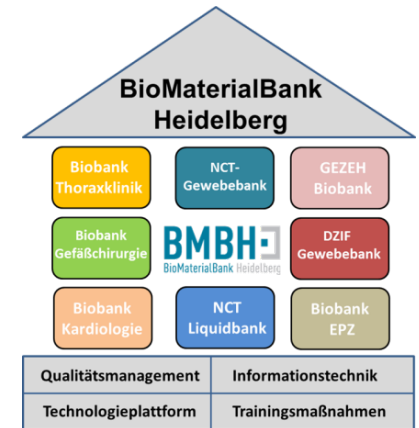 BioMaterialBank
Heidelberg
Biobank
Thoraxklinik
NCT-
Gewebebank
GEZEH
Biobank
Biobank
Gefäßchirurgie
BMBH
BioMaterialBank Heidelberg
DZIF
Gewebebank
Biobank
Kardiologie
NCT
Liquidbank
Biobank
EPZ
Qualitätsmanagement
Informationstechnik
Technologieplattform
Trainingsmaßnahmen